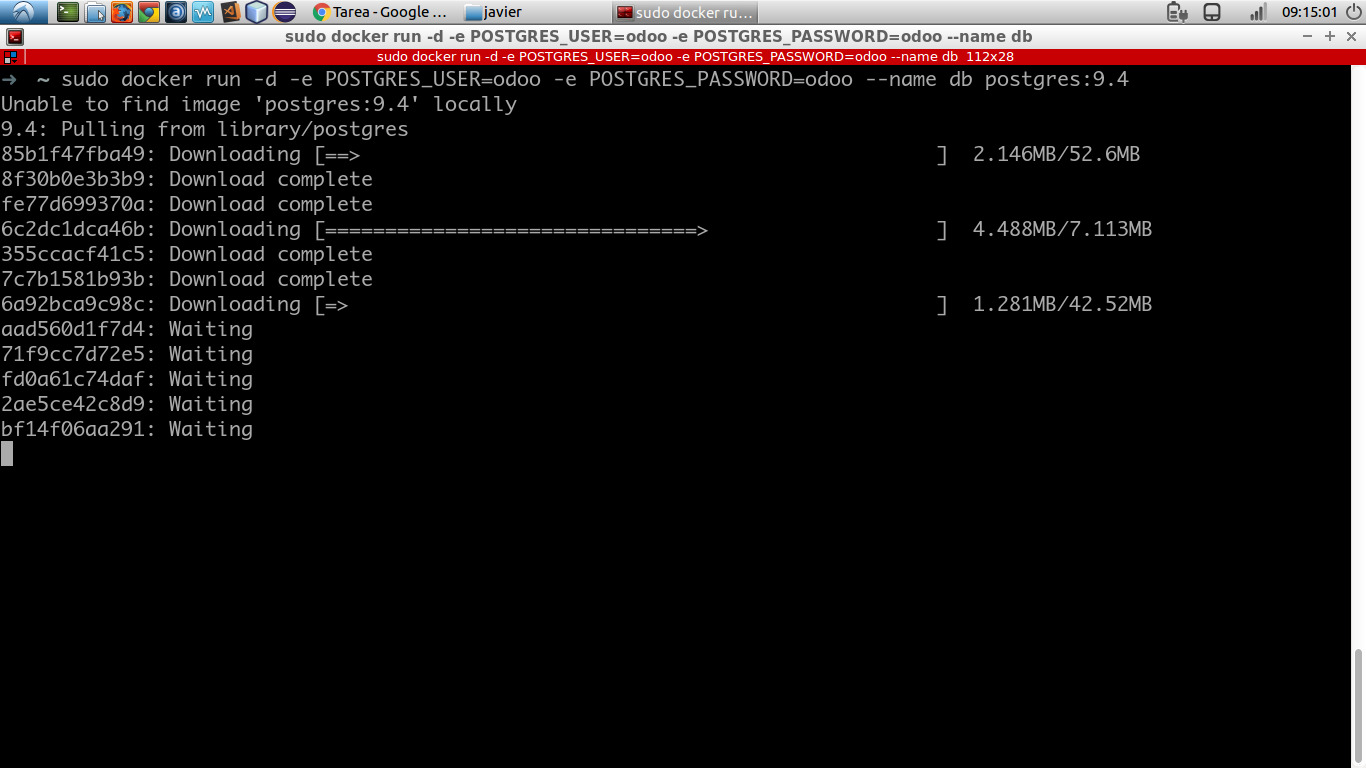 Tarea - Google ...
javier
sudo docker ru...
09:15:01
sudo docker run -d -e POSTGRES_USER=odoo -e POSTGRES_PASSWORD=odoo --name db
sudo docker run -d -e POSTGRES_USER=odoo -e POSTGRES_PASSWORD=odoo --name db 112x28
➜ ~ sudo docker run -d -e POSTGRES_USER=odoo -e POSTGRES_PASSWORD=odoo --name db postgres:9.4
Unable to find image 'postgres:9.4' locally
9.4: Pulling from library/postgres
85b1f47fba49: Downloading [==>                                                ]  2.146MB/52.6MB
8f30b0e3b3b9: Download complete
fe77d699370a: Download complete
6c2dc1dca46b: Downloading [===============================>                   ]  4.488MB/7.113MB
355ccacf41c5: Download complete
7c7b1581b93b: Download complete
6a92bca9c98c: Downloading [=>                                                 ]  1.281MB/42.52MB
aad560d1f7d4: Waiting
71f9cc7d72e5: Waiting
fd0a61c74daf: Waiting
2ae5ce42c8d9: Waiting
bf14f06aa291: Waiting